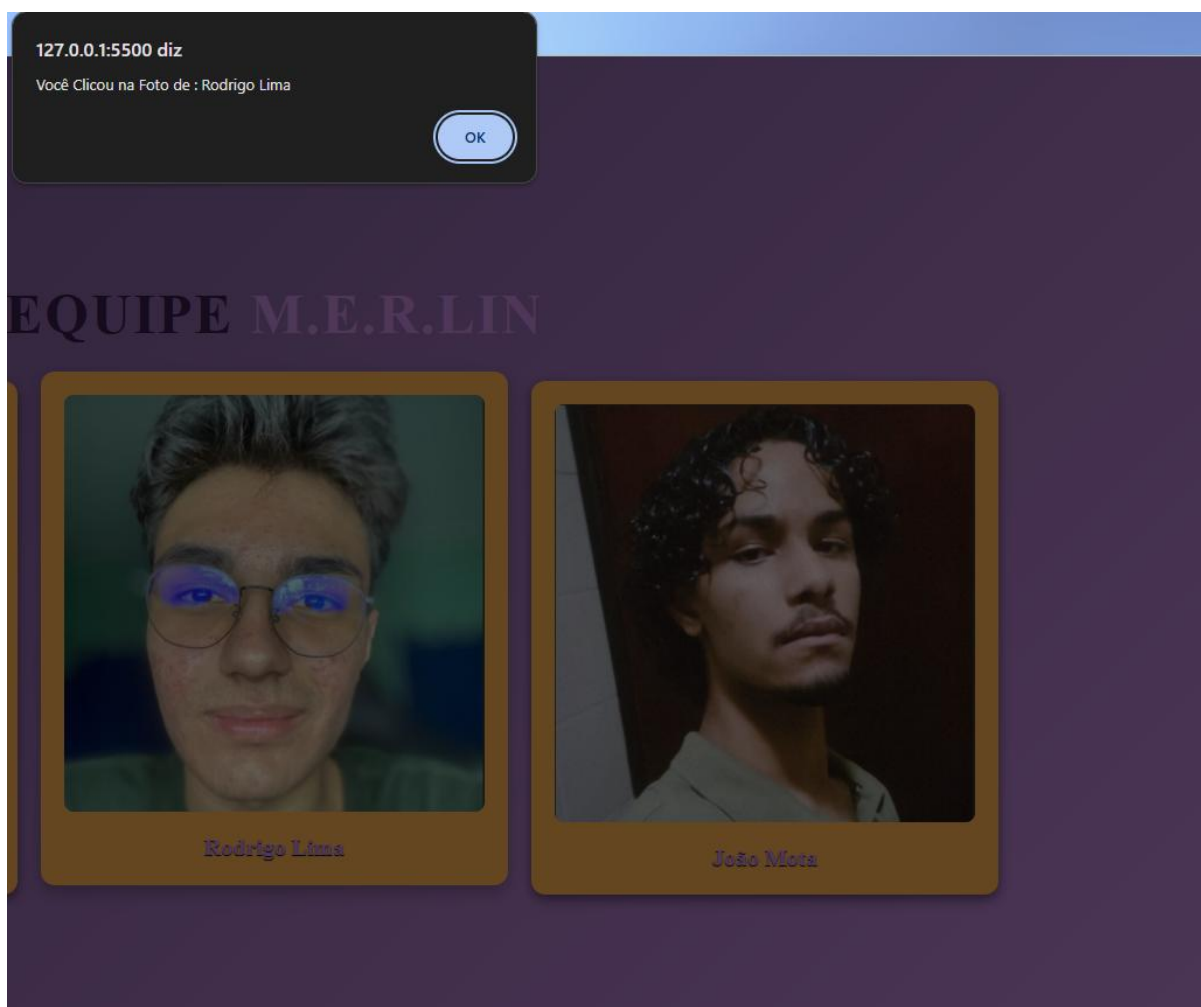 127.0.0.1:5500 diz
Você Clicou na Foto de : Rodrigo Lima
OK
EQUIPE M.E.R.LIN
Rodrigo Lima
João Mota